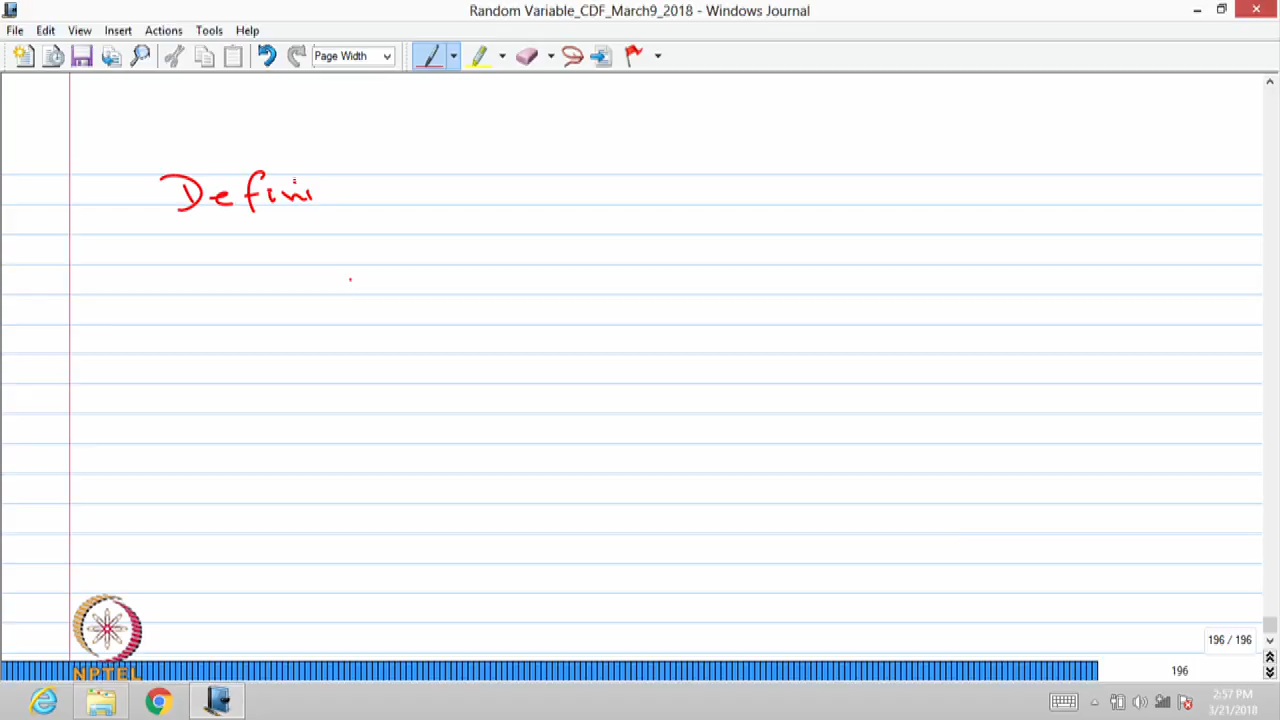 Random Variable_CDF_March9_2018 - Windows Journal
File Edit View Insert Actions Tools Help
Page Width
Defini
196 / 196
NPTEL
196
2:57 PM
3/21/2018